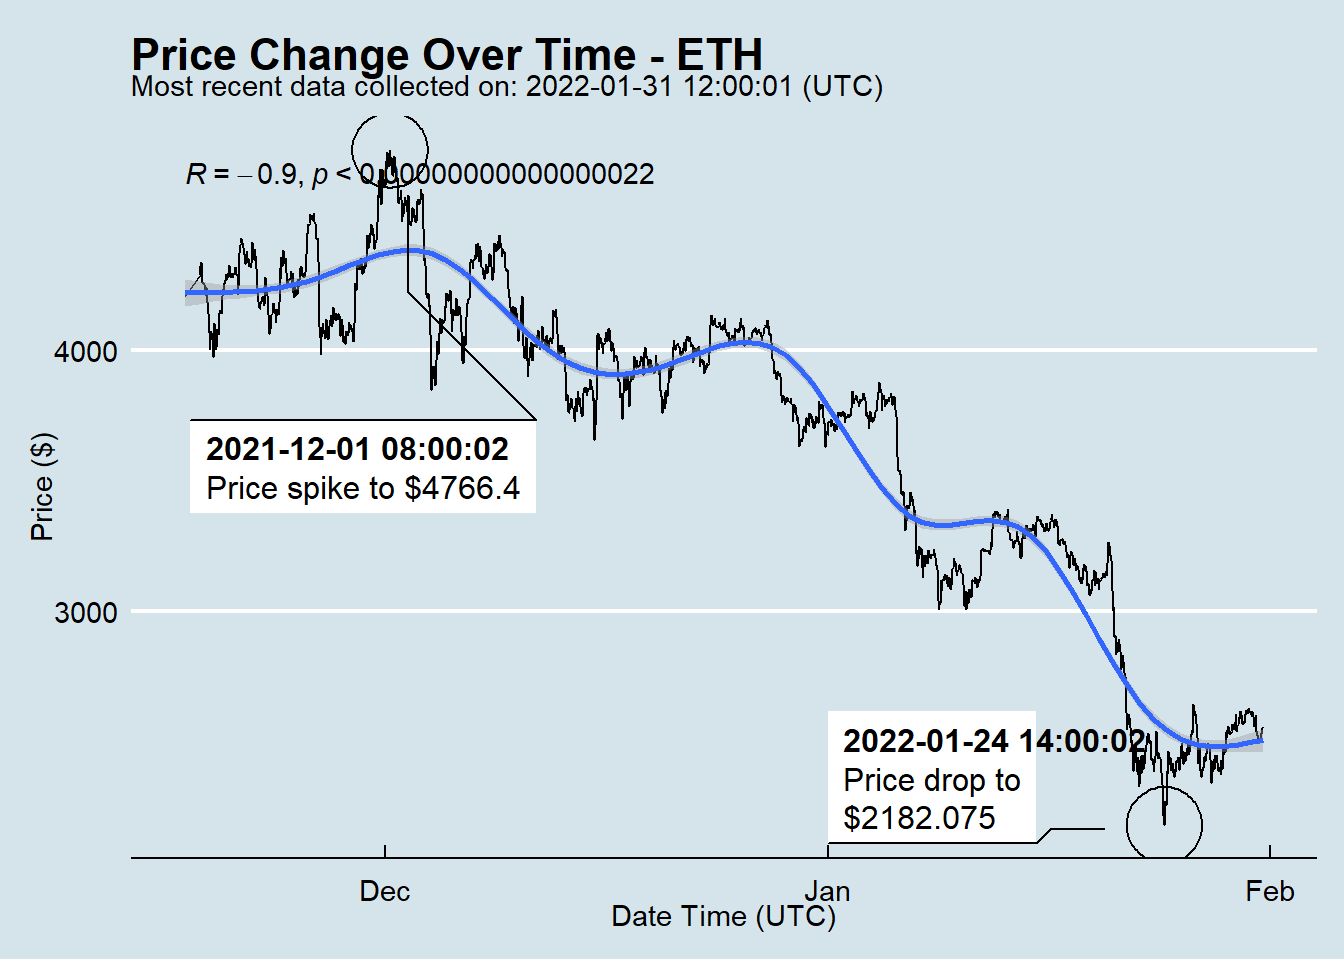 Price Change Over Time - ETH
Most recent data collected on: 2022-01-31 12:00:01 (UTC)
R = −0.9, p < 0.00000000000000022
4000
2021-12-01 08:00:02
Price spike to $4766.4
Price ($)
3000
2022-01-24 14:00:02
Price drop to
$2182.075
Dec
Jan
Feb
Date Time (UTC)